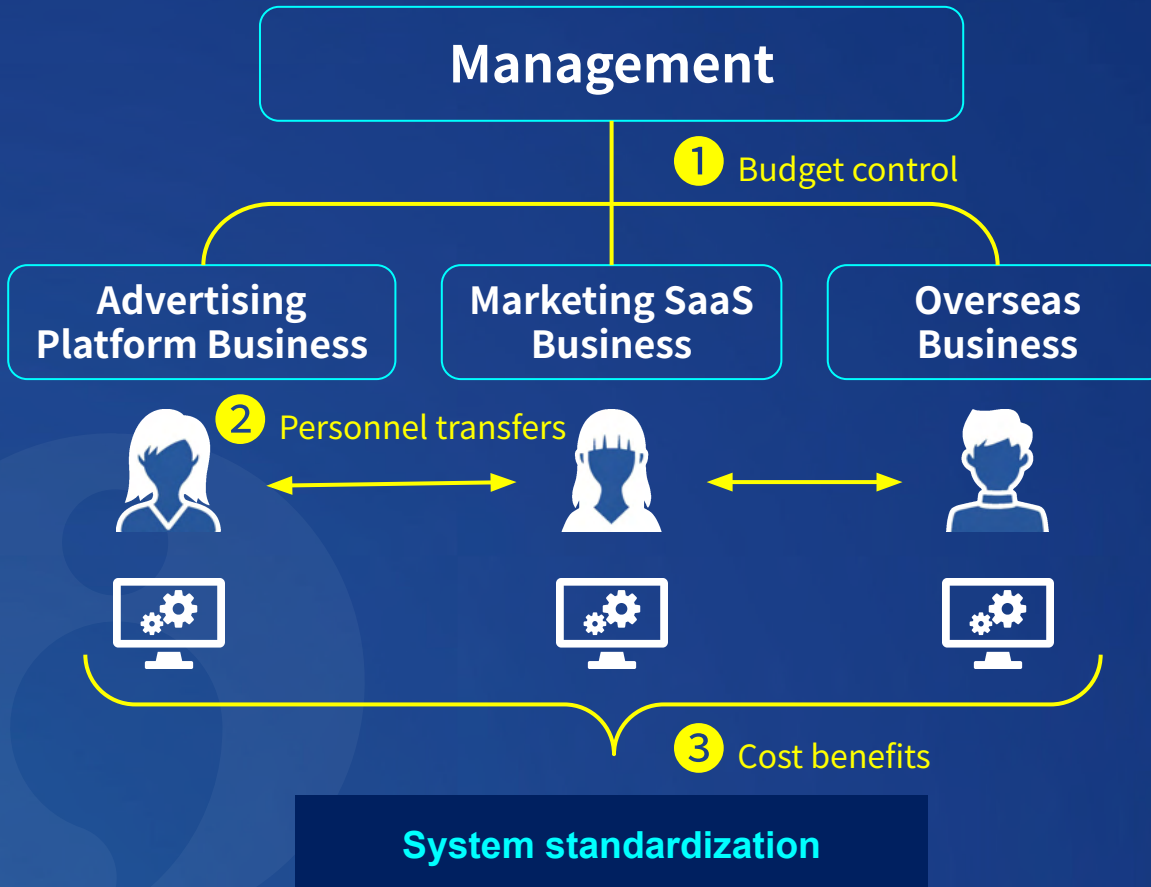 Management
1 Budget control
Advertising
Platform Business
Marketing SaaS
Business
Overseas
Business
2 Personnel transfers
3 Cost benefits
System standardization